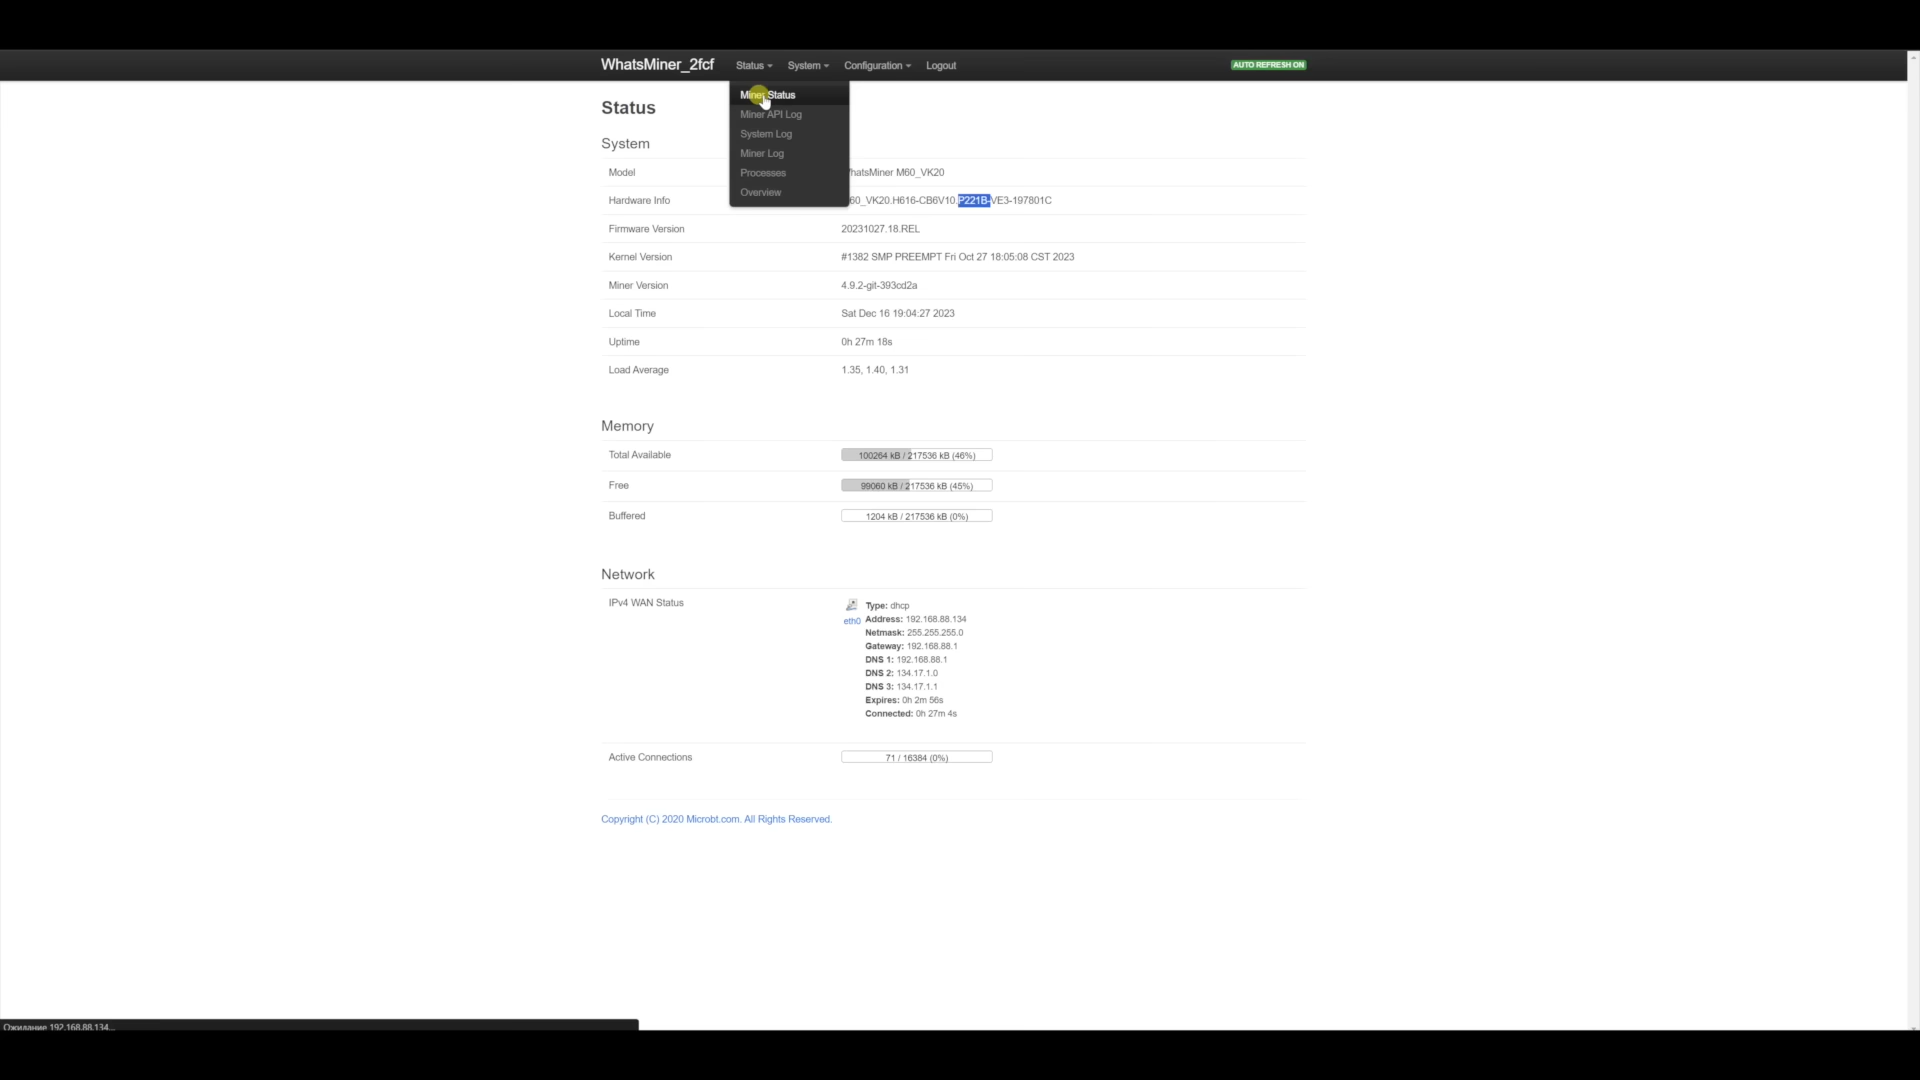 WhatsMiner_2fcf Status System Configuration Logout AUTO REFRESH ON
Miner Status
Miner API Log
System Log
Miner Log
Processes
Overview
Status
System
Model hatsMiner M60_VK20
Hardware Info 60_VK20.H616-CB6V10.P221B-VE3-197801C
Firmware Version 20231027.18.REL
Kernel Version #1382 SMP PREEMPT Fri Oct 27 18:05:08 CST 2023
Miner Version 4.9.2-git-393cd2a
Local Time Sat Dec 16 19:04:27 2023
Uptime 0h 27m 18s
Load Average 1.35, 1.40, 1.31
Memory
Total Available 100264 kB / 217536 kB (46%)
Free 99060 kB / 217536 kB (45%)
Buffered 1204 kB / 217536 kB (0%)
Network
IPv4 WAN Status
eth0
Type: dhcp
Address: 192.168.88.134
Netmask: 255.255.255.0
Gateway: 192.168.88.1
DNS 1: 192.168.88.1
DNS 2: 134.17.1.0
DNS 3: 134.17.1.1
Expires: 0h 2m 56s
Connected: 0h 27m 4s
Active Connections 71 / 16384 (0%)
Copyright (C) 2020 Microbt.com. All Rights Reserved.
Ожидание 192.168.88.134...